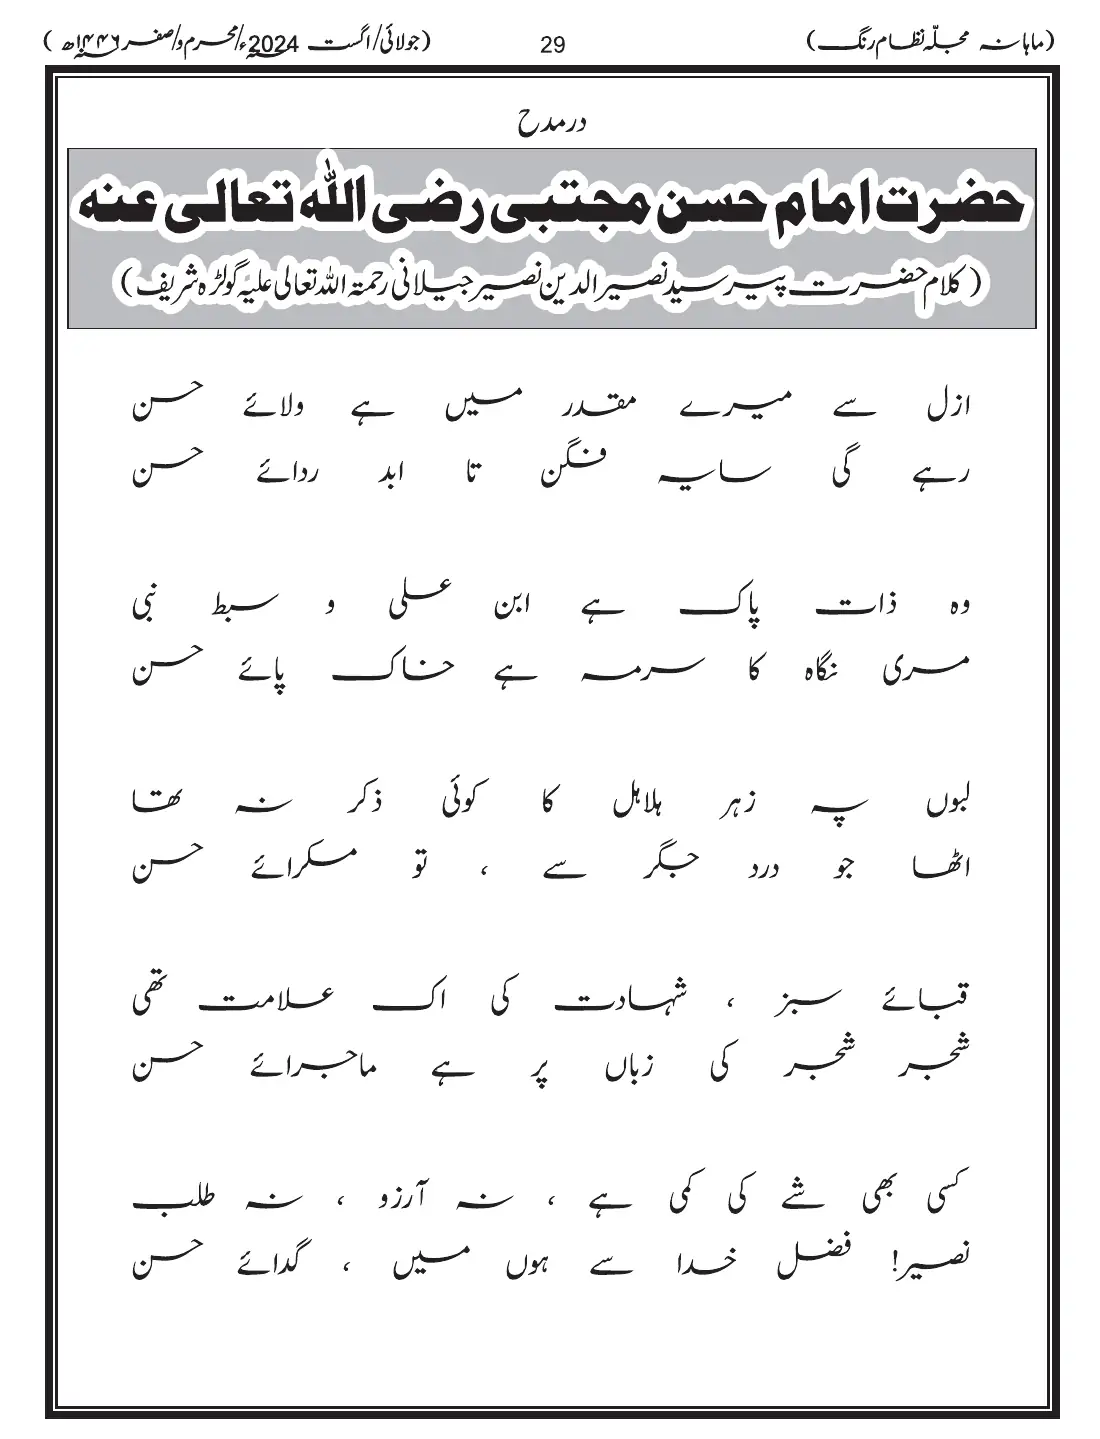 (ماہانہ مجلّہ نظام رنگ) 29 (جولائی/اگست 2024ء/محرم و/صفر ۱۴۴۶ھ)
در مدح
حضرت امام حسن مجتبی رضی اللہ تعالی عنہ
(کلام حضرت پیر سید نصیر الدین نصیر جیلانی رحمتہ اللہ تعالی علیہ گولڑہ شریف)
ازل سے میرے مقدر میں ہے ولائے حسن
رہے گی سایہ فگن تا ابد ردائے حسن
وہ ذات پاک ہے ابن علی و سبط نبی
مری نگاہ کا سرمہ ہے خاک پائے حسن
لبوں پہ زہر ہلاہل کا کوئی ذکر نہ تھا
اٹھا جو درد جگر سے ، تو مسکرائے حسن
قبائے سبز ، شہادت کی اک علامت تھی
شجر شجر کی زباں پر ہے ماجرائے حسن
کسی بھی شے کی کمی ہے ، نہ آرزو ، نہ طلب
نصیر! فضل خدا سے ہوں میں ، گدائے حسن